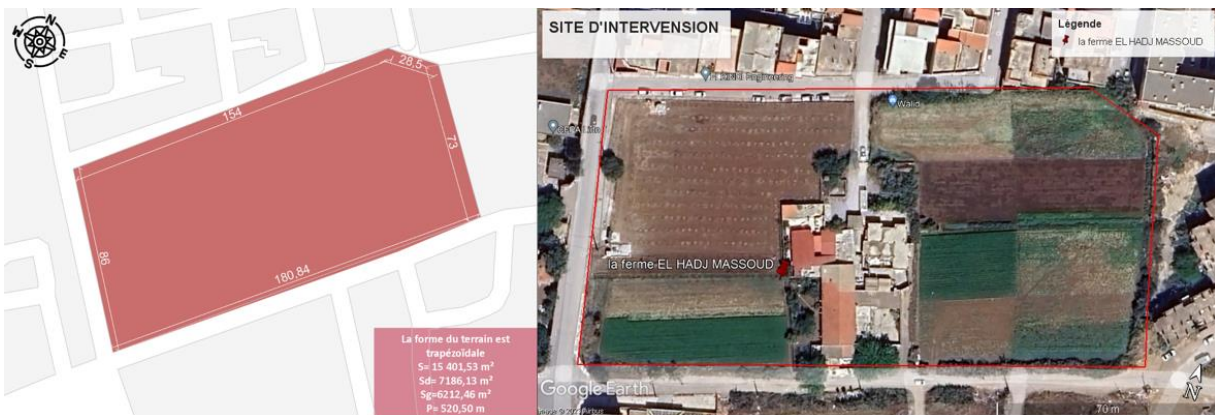 N
W
E
S
28,5
154
73
86
180,84
La forme du terrain est
trapézoïdale
S= 15 401,53 m²
Sd= 7186,13 m²
Sg=6212,46 m²
P= 520,50 m
SITE D'INTERVENSION
Légende
la ferme EL HADJ MASSOUD
Engineering
Walid
la ferme EL HADJ MASSOUD
Google Earth
70 m
N